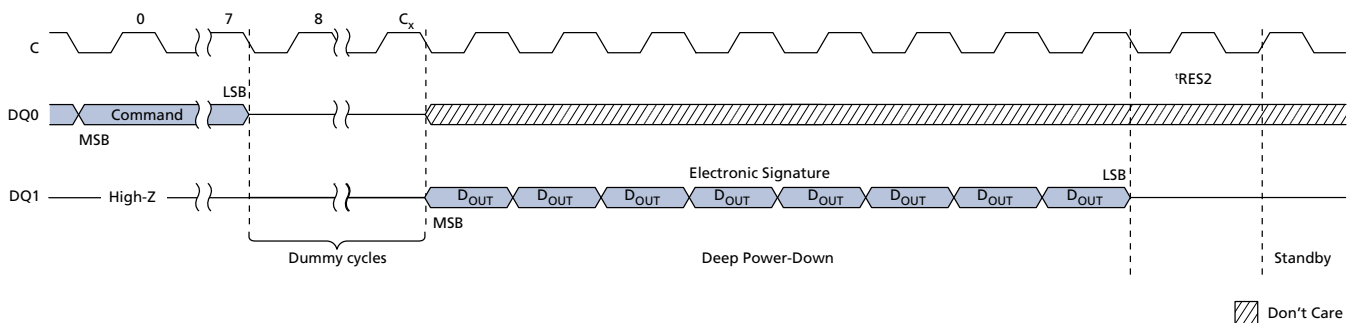 0 7 8 Cx
C
tRES2
LSB
DQ0 Command
MSB
Electronic Signature LSB
DQ1 High-Z DOUT DOUT DOUT DOUT DOUT DOUT DOUT DOUT
MSB
Dummy cycles Deep Power-Down Standby
Don't Care